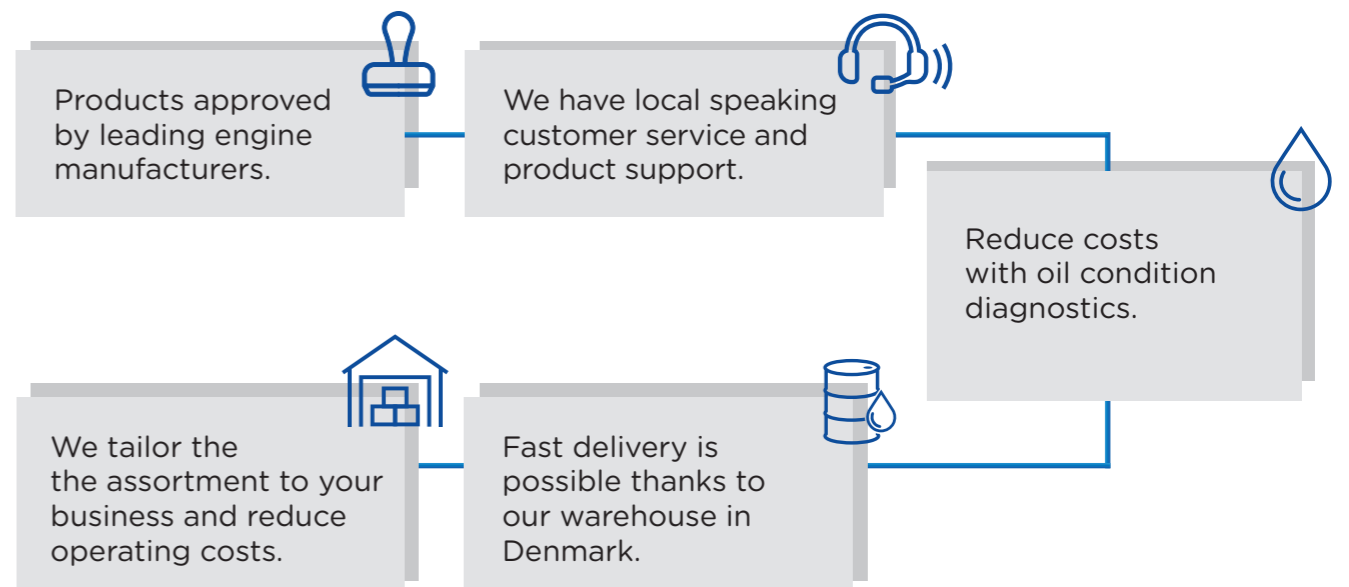 Products approved
by leading engine
manufacturers.
We have local speaking
customer service and
product support.
Reduce costs
with oil condition
diagnostics.
We tailor the
the assortment to your
business and reduce
operating costs.
Fast delivery is
possible thanks to
our warehouse in
Denmark.